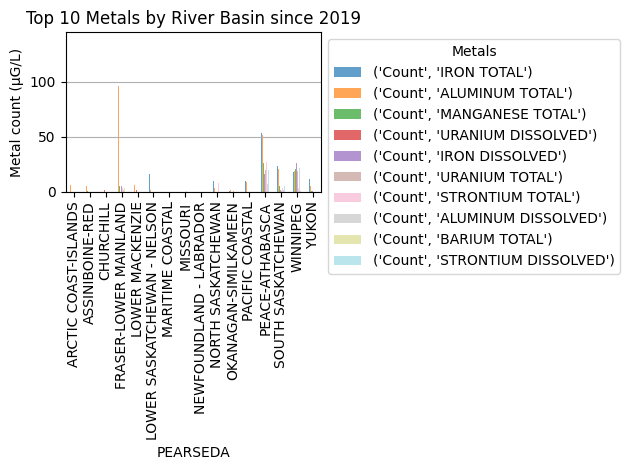 Top 10 Metals by River Basin since 2019
Metal count (µG/L)
100
50
0
ARCTIC COAST-ISLANDS
ASSINIBOINE-RED
CHURCHILL
FRASER-LOWER MAINLAND
LOWER MACKENZIE
LOWER SASKATCHEWAN - NELSON
MARITIME COASTAL
MISSOURI
NEWFOUNDLAND - LABRADOR
NORTH SASKATCHEWAN
OKANAGAN-SIMILKAMEEN
PACIFIC COASTAL
PEACE-ATHABASCA
SOUTH SASKATCHEWAN
WINNIPEG
YUKON
PEARSEDA
Metals
('Count', 'IRON TOTAL')
('Count', 'ALUMINUM TOTAL')
('Count', 'MANGANESE TOTAL')
('Count', 'URANIUM DISSOLVED')
('Count', 'IRON DISSOLVED')
('Count', 'URANIUM TOTAL')
('Count', 'STRONTIUM TOTAL')
('Count', 'ALUMINUM DISSOLVED')
('Count', 'BARIUM TOTAL')
('Count', 'STRONTIUM DISSOLVED')